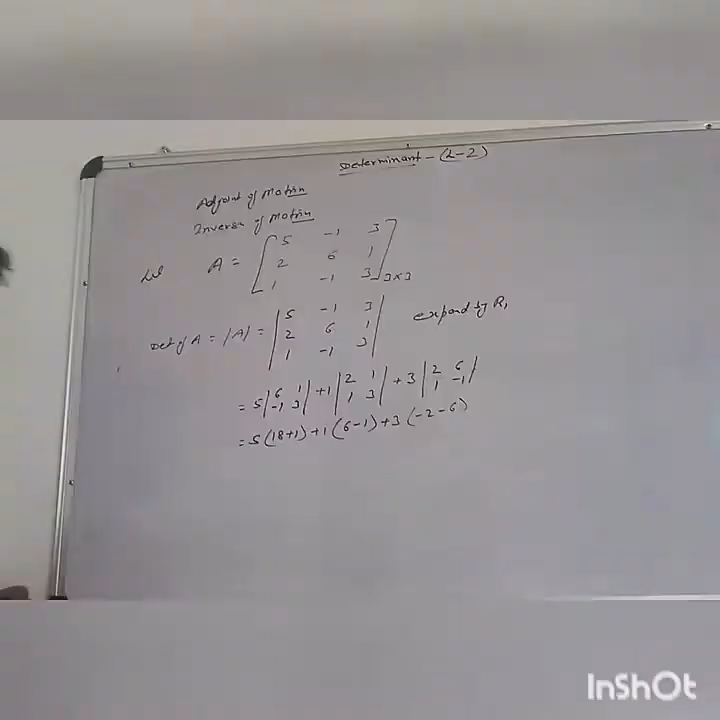 Determinant - (L-2)
Adjoint of Matrix
Inverse of Matrix
Let A = [5 -1 3
2 6 1
1 -1 3] 3×3
Det of A = |A| = |5 -1 3
2 6 1
1 -1 3| expand by R₁
= 5|6 1 -1 3| +1|2 1 1 3| +3|2 6 1 -1|
= 5(18+1)+1(6-1)+3(-2-6)
InShOt